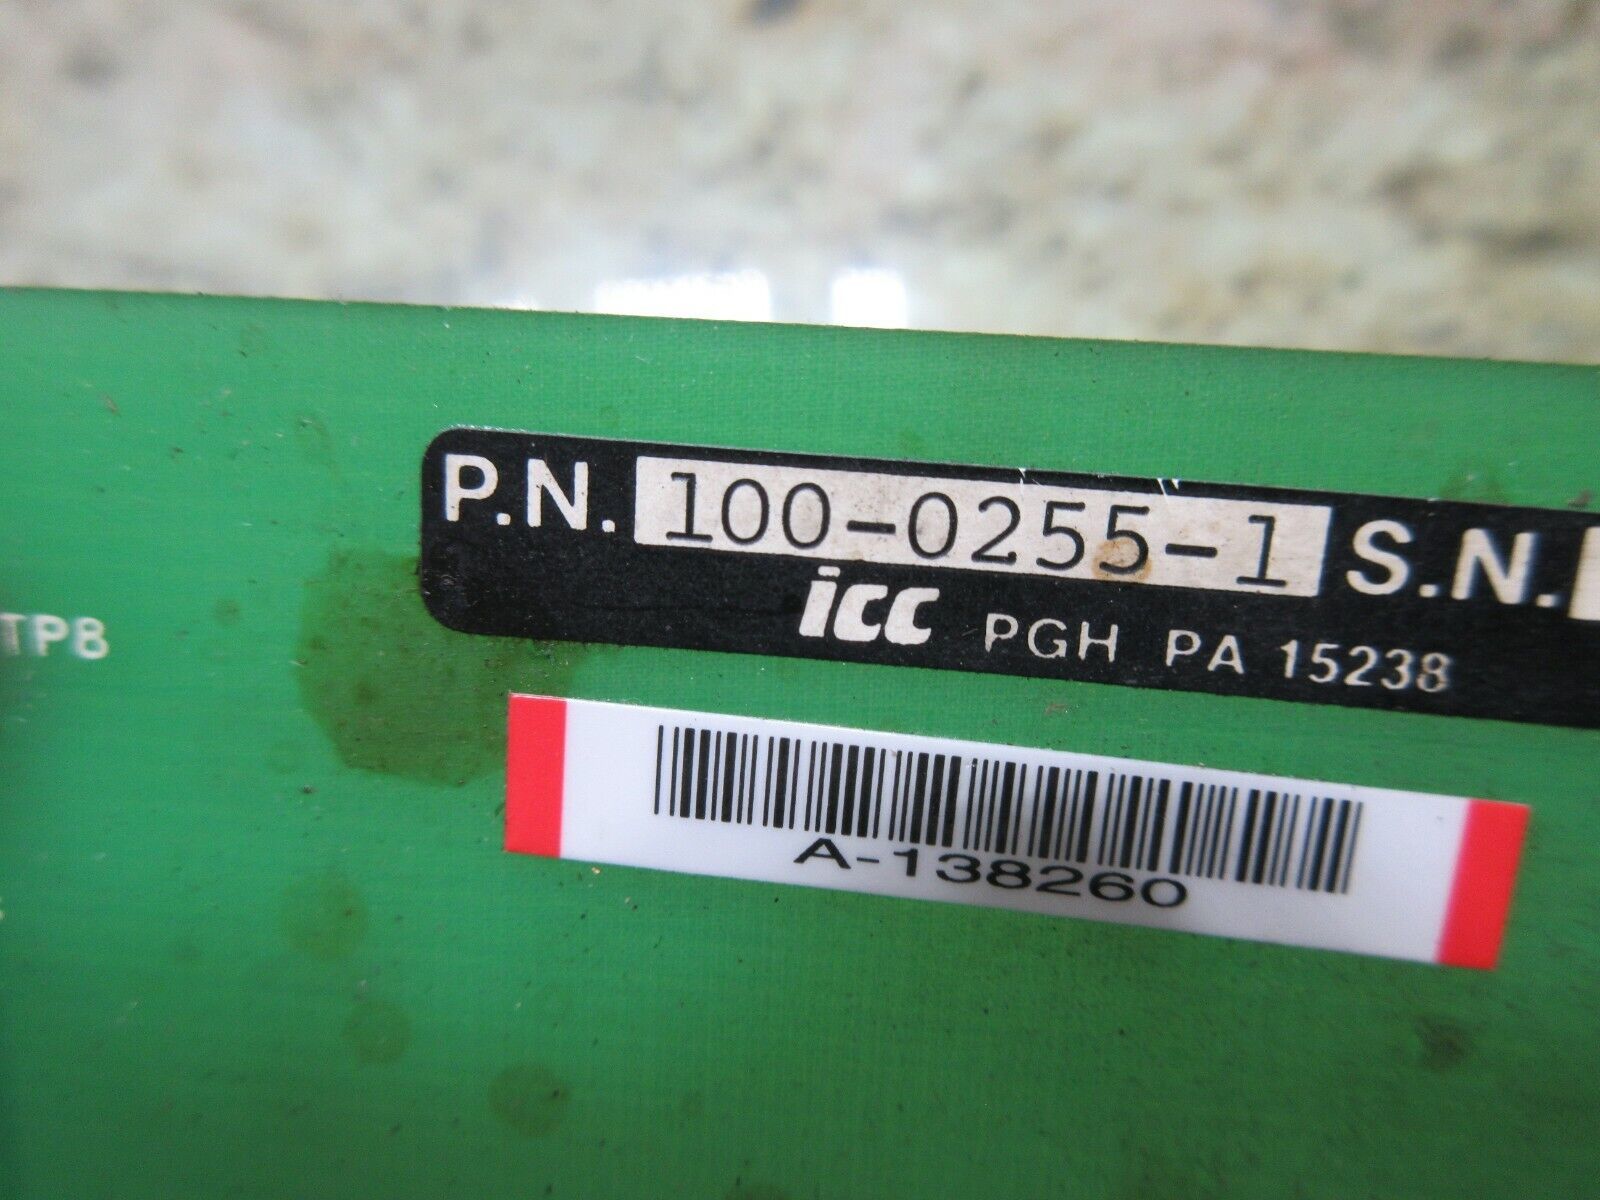 P.N. 100-0255-1 S.N.
icc PGH PA 15238
TP8
A-138260